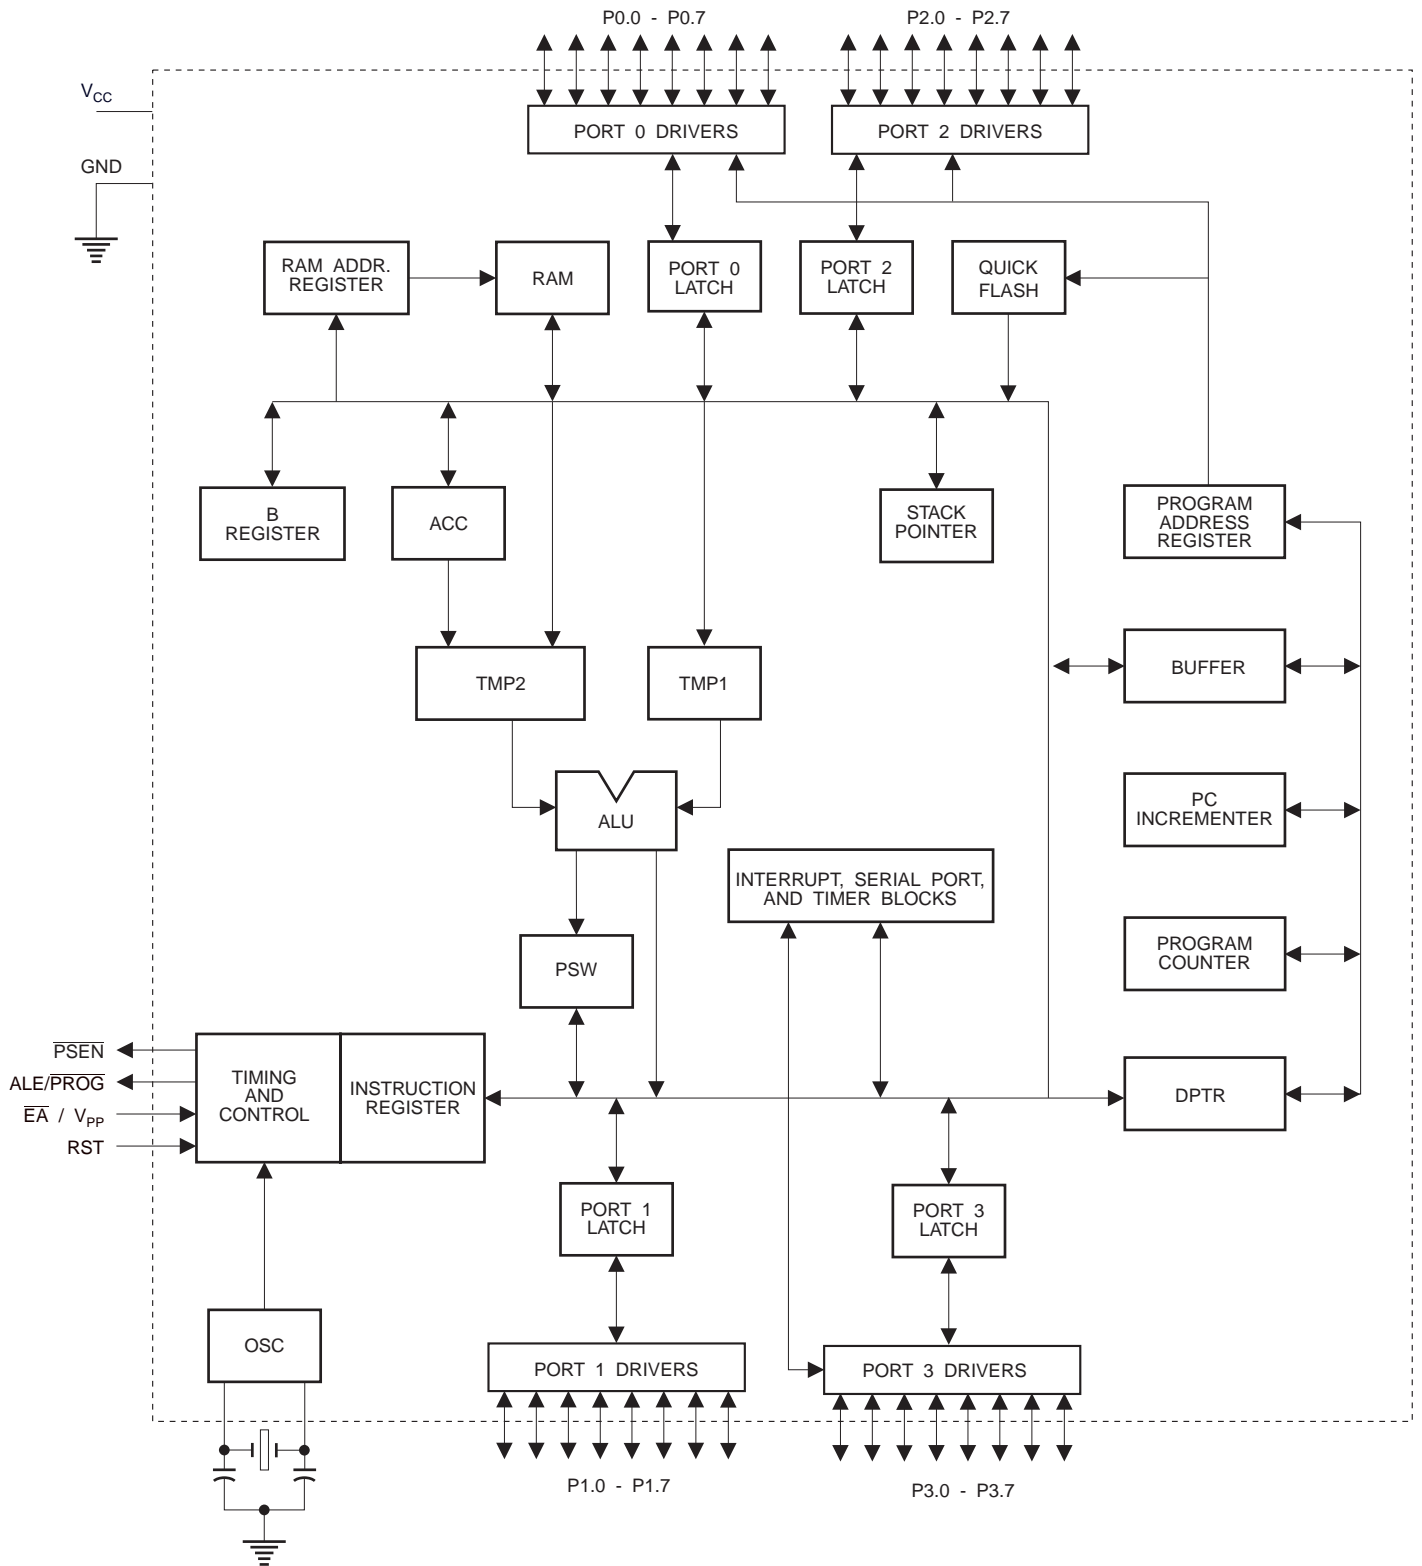 P0.0 - P0.7
P2.0 - P2.7
VCC
PORT 0 DRIVERS
PORT 2 DRIVERS
GND
RAM ADDR.
REGISTER
RAM
PORT 0
LATCH
PORT 2
LATCH
QUICK
FLASH
B
REGISTER
ACC
STACK
POINTER
PROGRAM
ADDRESS
REGISTER
TMP2
TMP1
BUFFER
ALU
PC
INCREMENTER
INTERRUPT, SERIAL PORT,
AND TIMER BLOCKS
PSW
PROGRAM
COUNTER
PSEN
ALE/PROG
EA / VPP
RST
TIMING
AND
CONTROL
INSTRUCTION
REGISTER
DPTR
PORT 1
LATCH
PORT 3
LATCH
OSC
PORT 1 DRIVERS
PORT 3 DRIVERS
P1.0 - P1.7
P3.0 - P3.7